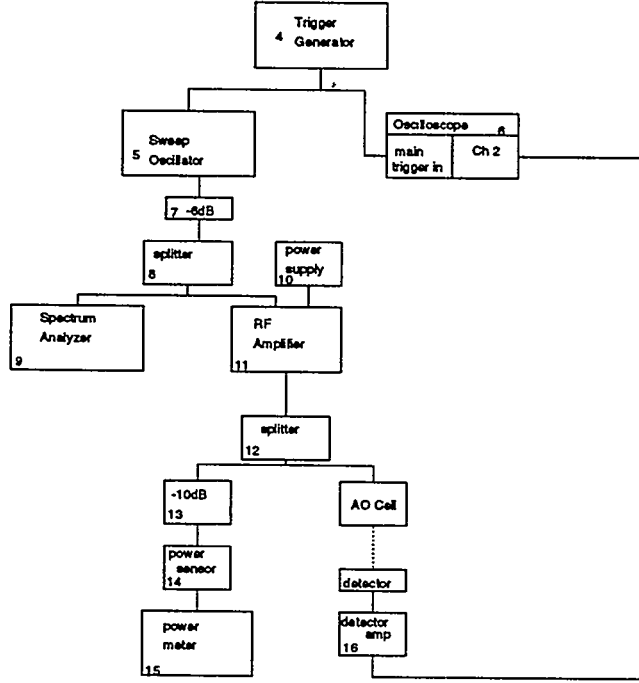 Trigger
4
Generator
Oscilloscope 6
main
trigger in
Ch 2
Sweep
5
Oscillator
7 -6dB
splitter
8
power
supply
10
Spectrum
Analyzer
9
RF
Amplifier
11
splitter
12
-10dB
13
AO Cell
power
sensor
14
detector
power
meter
15
detector
amp
16